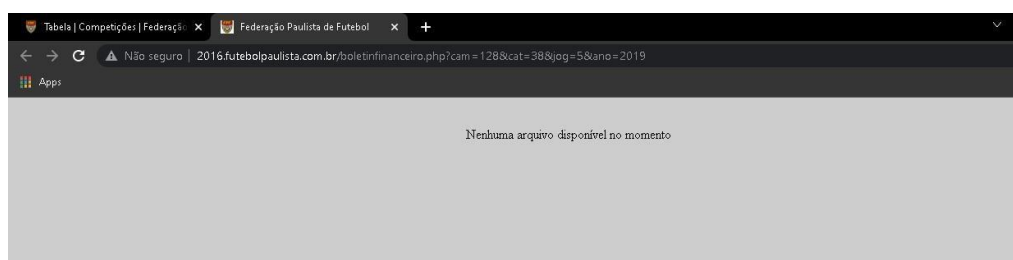 Tabela | Competições | Federação
Federação Paulista de Futebol
Não seguro | 2016.futebolpaulista.com.br/boletinfinanceiro.php?cam=128&cat=38&jog=5&ano=2019
Apps
Nenhuma arquivo disponível no momento